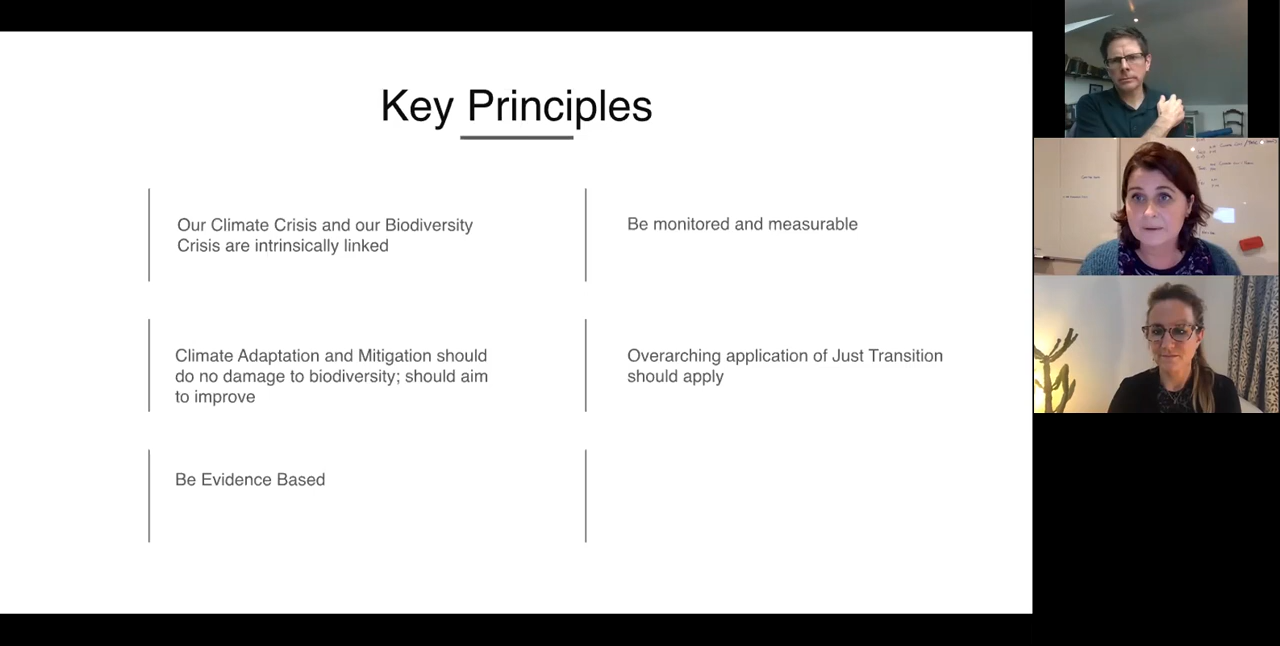 Key Principles
Our Climate Crisis and our Biodiversity
Crisis are intrinsically linked
Be monitored and measurable
Climate Adaptation and Mitigation should
do no damage to biodiversity; should aim
to improve
Overarching application of Just Transition
should apply
Be Evidence Based